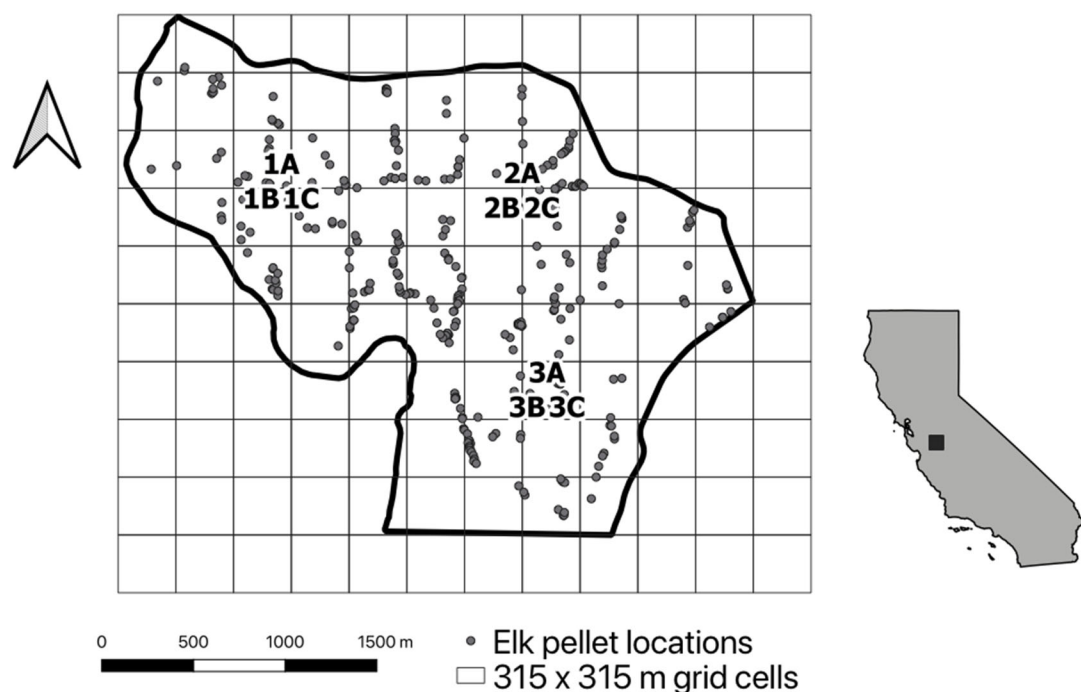 1A
1B 1C
2A
2B 2C
3A
3B 3C
0 500 1000 1500 m
Elk pellet locations
315 x 315 m grid cells